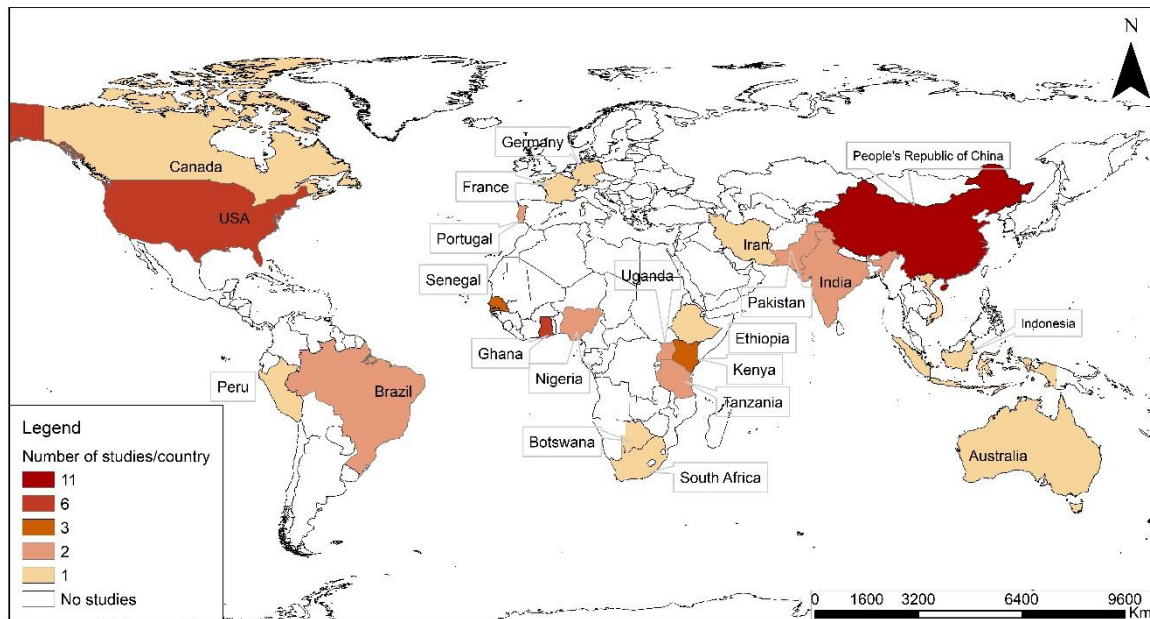 N
Germany
People's Republic of China
Canada
France
USA
Portugal
Iran
Uganda
Senegal
India
Pakistan
Indonesia
Ghana
Ethiopia
Nigeria
Kenya
Peru
Brazil
Tanzania
Botswana
Australia
South Africa
Legend
Number of studies/country
11
6
3
2
1
No studies
0 1600 3200 6400 9600
Km